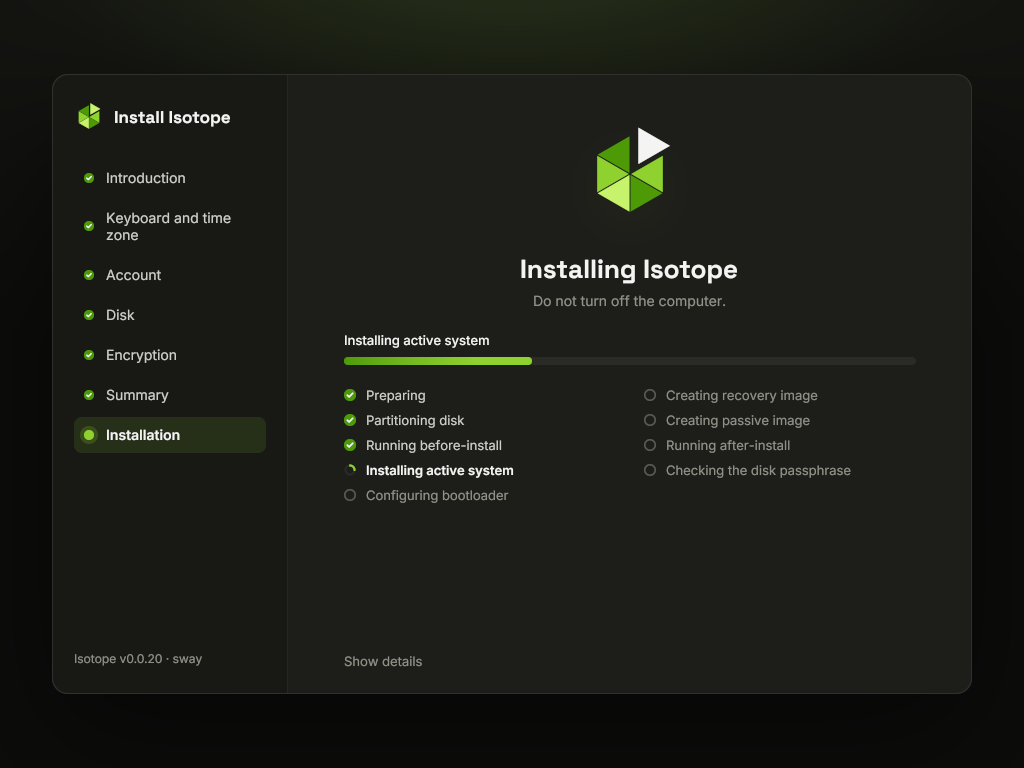 Install Isotope
Introduction
Keyboard and time
zone
Account
Disk
Encryption
Summary
Installation
Isotope v0.0.20 · sway
Installing Isotope
Do not turn off the computer.
Installing active system
Preparing
Partitioning disk
Running before-install
Installing active system
Configuring bootloader
Creating recovery image
Creating passive image
Running after-install
Checking the disk passphrase
Show details